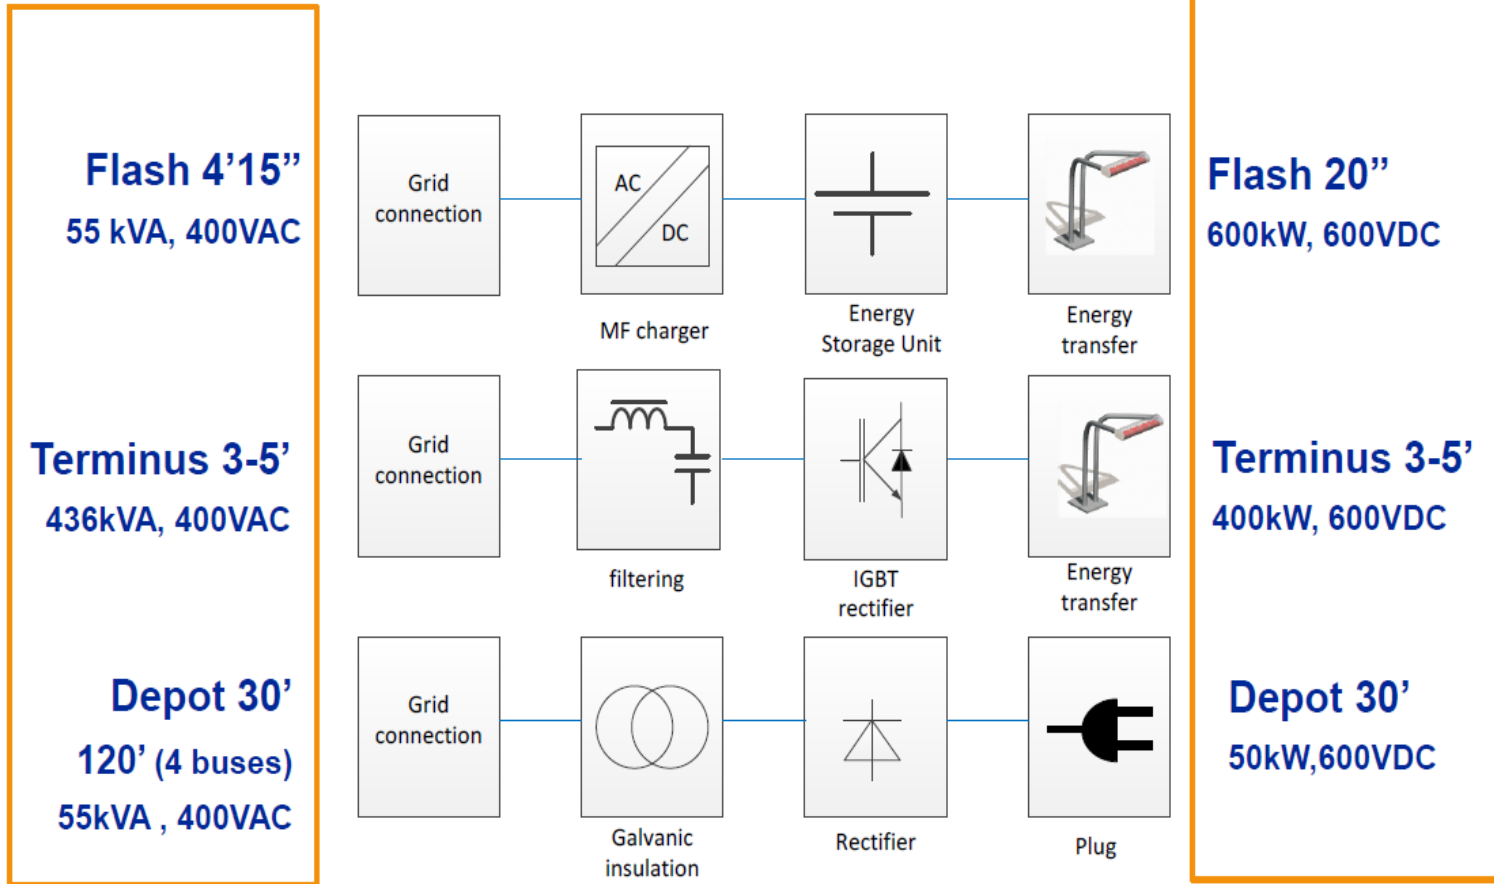 Flash 4’15”
55 kVA, 400VAC
Grid
connection
AC
DC
MF charger
Energy
Storage Unit
Energy
transfer
Flash 20”
600kW, 600VDC
Terminus 3-5’
436kVA, 400VAC
Grid
connection
filtering
IGBT
rectifier
Energy
transfer
Terminus 3-5’
400kW, 600VDC
Depot 30’
120’ (4 buses)
55kVA , 400VAC
Grid
connection
Galvanic
insulation
Rectifier
Plug
Depot 30’
50kW,600VDC